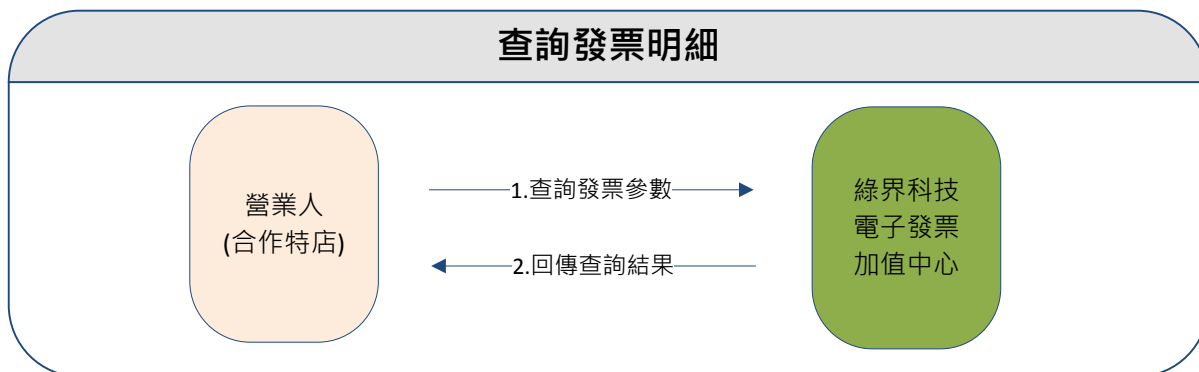 查詢發票明細
營業人
(合作特店)
1.查詢發票參數
2.回傳查詢結果
綠界科技
電子發票
加值中心